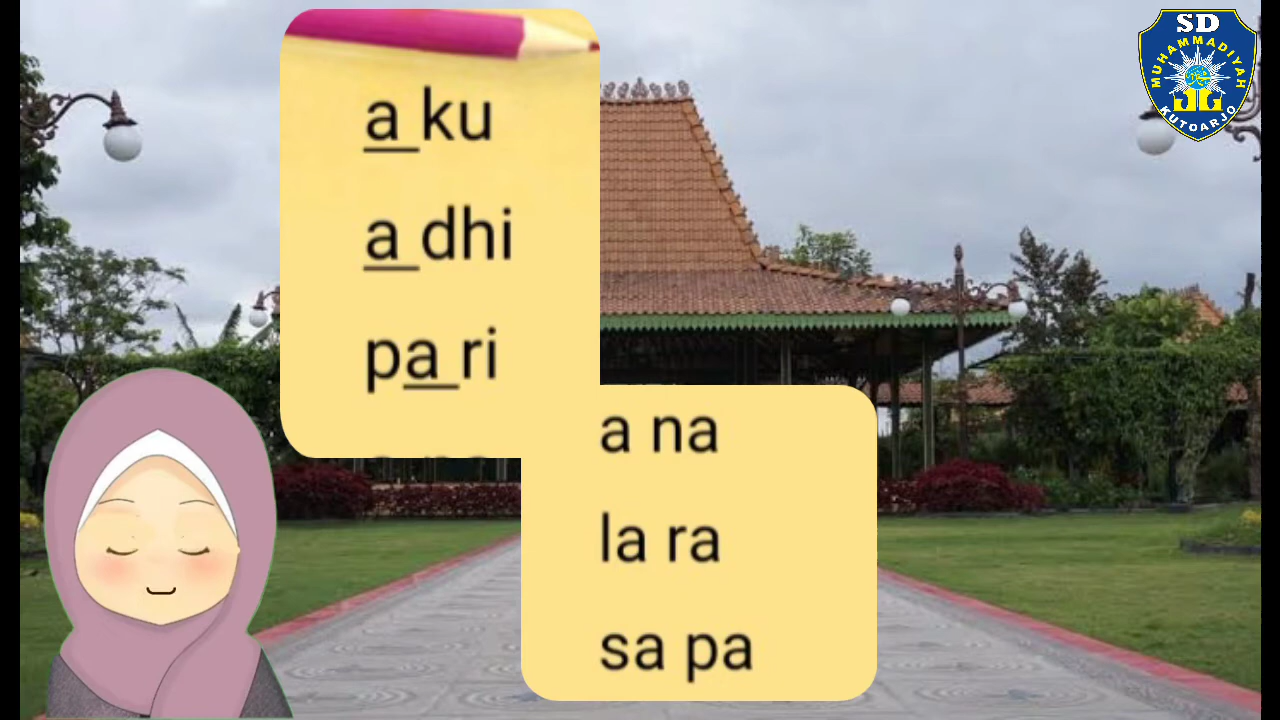 a ku
a dhi
pa ri
a na
la ra
sa pa
SD
MUHAMMADIYAH
KUTOARJO